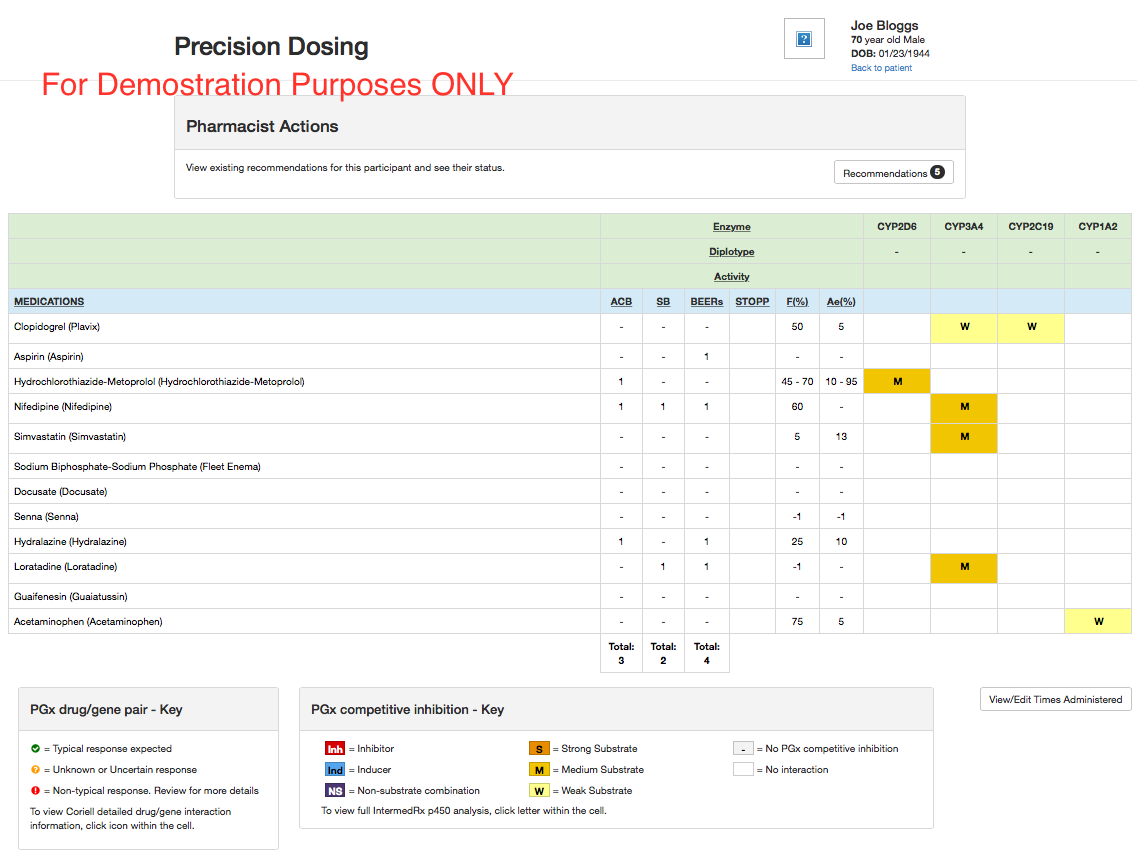 Precision Dosing
Joe Bloggs
70 year old Male
DOB: 01/23/1944
Back to patient
For Demostration Purposes ONLY
Pharmacist Actions
View existing recommendations for this participant and see their status.
Recommendations 5
Enzyme CYP2D6 CYP3A4 CYP2C19 CYP1A2
Diplotype - - - -
Activity
MEDICATIONS ACB SB BEERs STOPP F(%) Ae(%)
Clopidogrel (Plavix) - - - 50 5 W W
Aspirin (Aspirin) - - 1 - -
Hydrochlorothiazide-Metoprolol (Hydrochlorothiazide-Metoprolol) 1 - - 45 - 70 10 - 95 M
Nifedipine (Nifedipine) 1 1 1 60 - M
Simvastatin (Simvastatin) - - - 5 13 M
Sodium Biphosphate-Sodium Phosphate (Fleet Enema) - - - - -
Docusate (Docusate) - - - - -
Senna (Senna) - - - -1 -1
Hydralazine (Hydralazine) 1 - 1 25 10
Loratadine (Loratadine) - 1 1 -1 - M
Guaifenesin (Guaiatussin) - - - - -
Acetaminophen (Acetaminophen) - - - 75 5 W
Total: Total: Total:
3 2 4
PGx drug/gene pair - Key
= Typical response expected
? = Unknown or Uncertain response
! = Non-typical response. Review for more details
To view Coriell detailed drug/gene interaction
information, click icon within the cell.
PGx competitive inhibition - Key
Inh = Inhibitor
Ind = Inducer
NS = Non-substrate combination
S = Strong Substrate
M = Medium Substrate
W = Weak Substrate
- = No PGx competitive inhibition
= No interaction
To view full IntermedRx p450 analysis, click letter within the cell.
View/Edit Times Administered